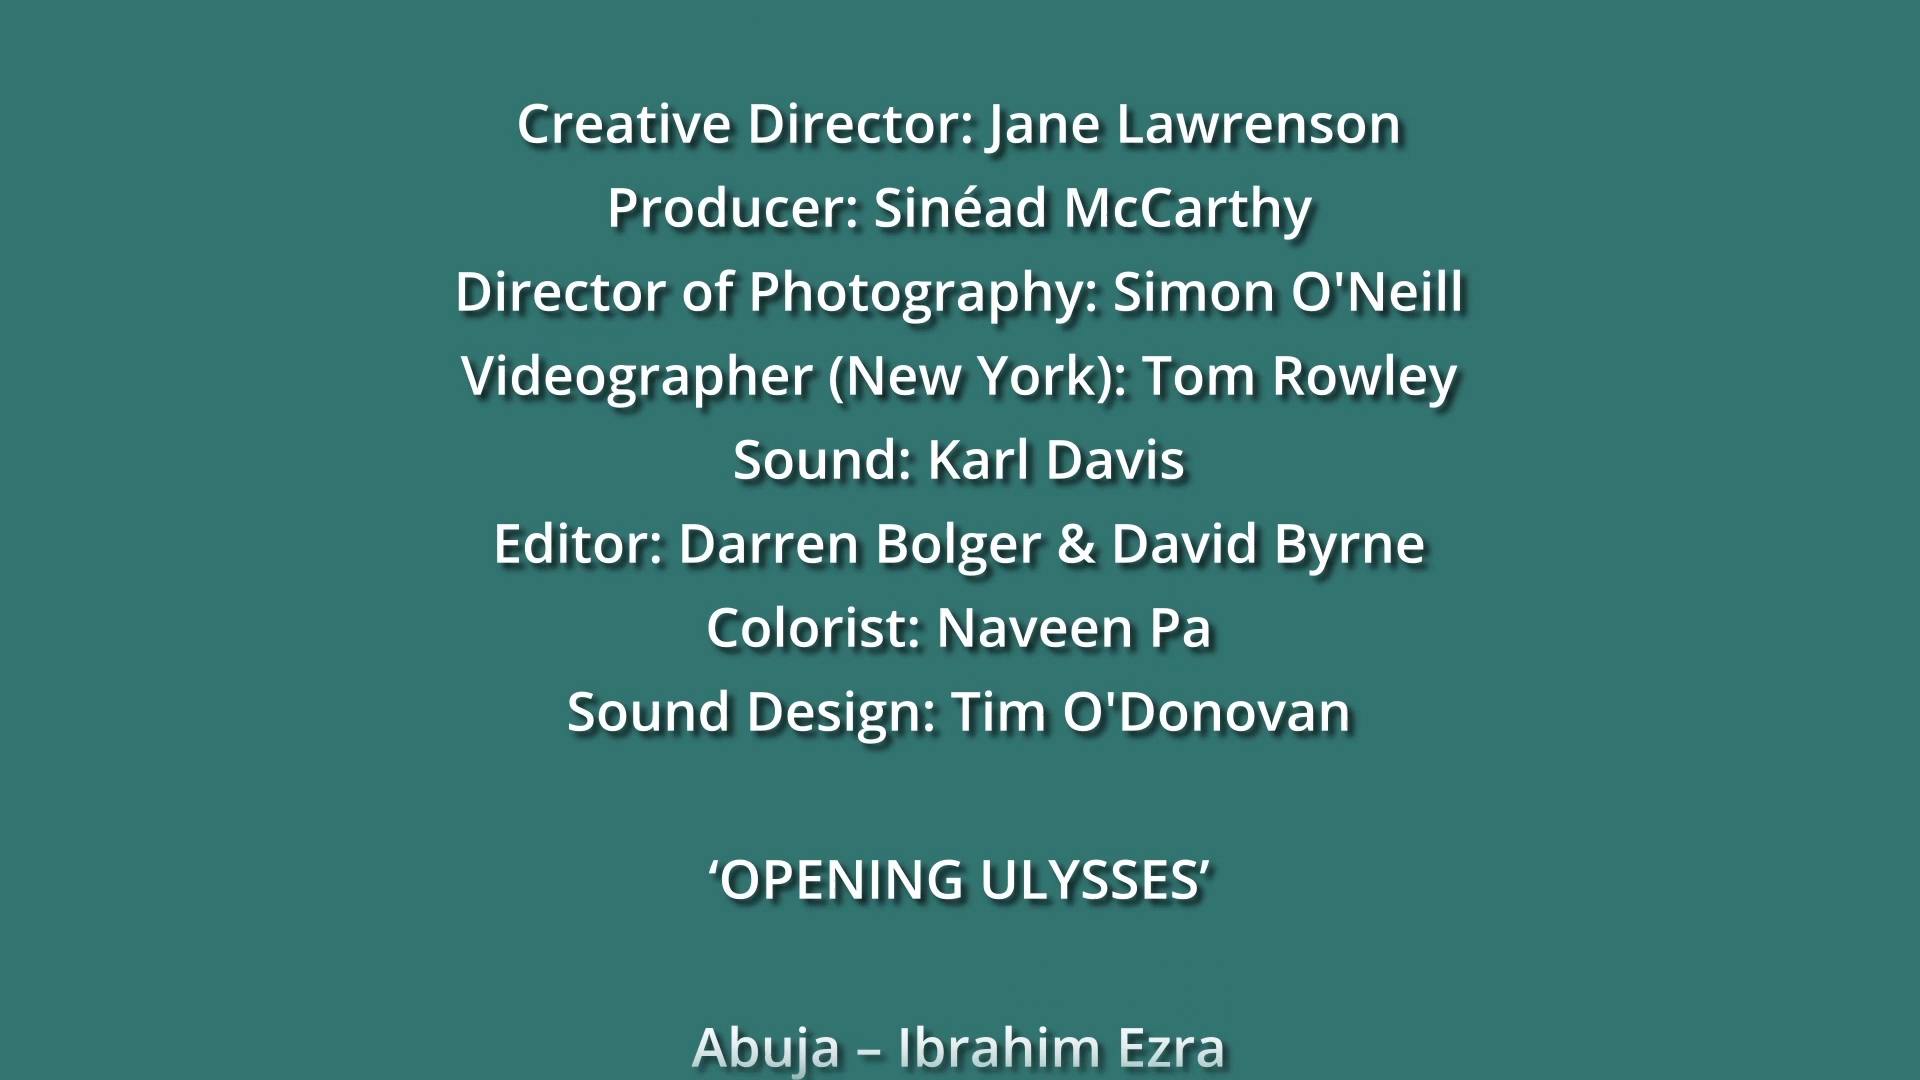 Creative Director: Jane Lawrenson
Producer: Sinéad McCarthy
Director of Photography: Simon O'Neill
Videographer (New York): Tom Rowley
Sound: Karl Davis
Editor: Darren Bolger & David Byrne
Colorist: Naveen Pa
Sound Design: Tim O'Donovan
‘OPENING ULYSSES’
Abuja – Ibrahim Ezra